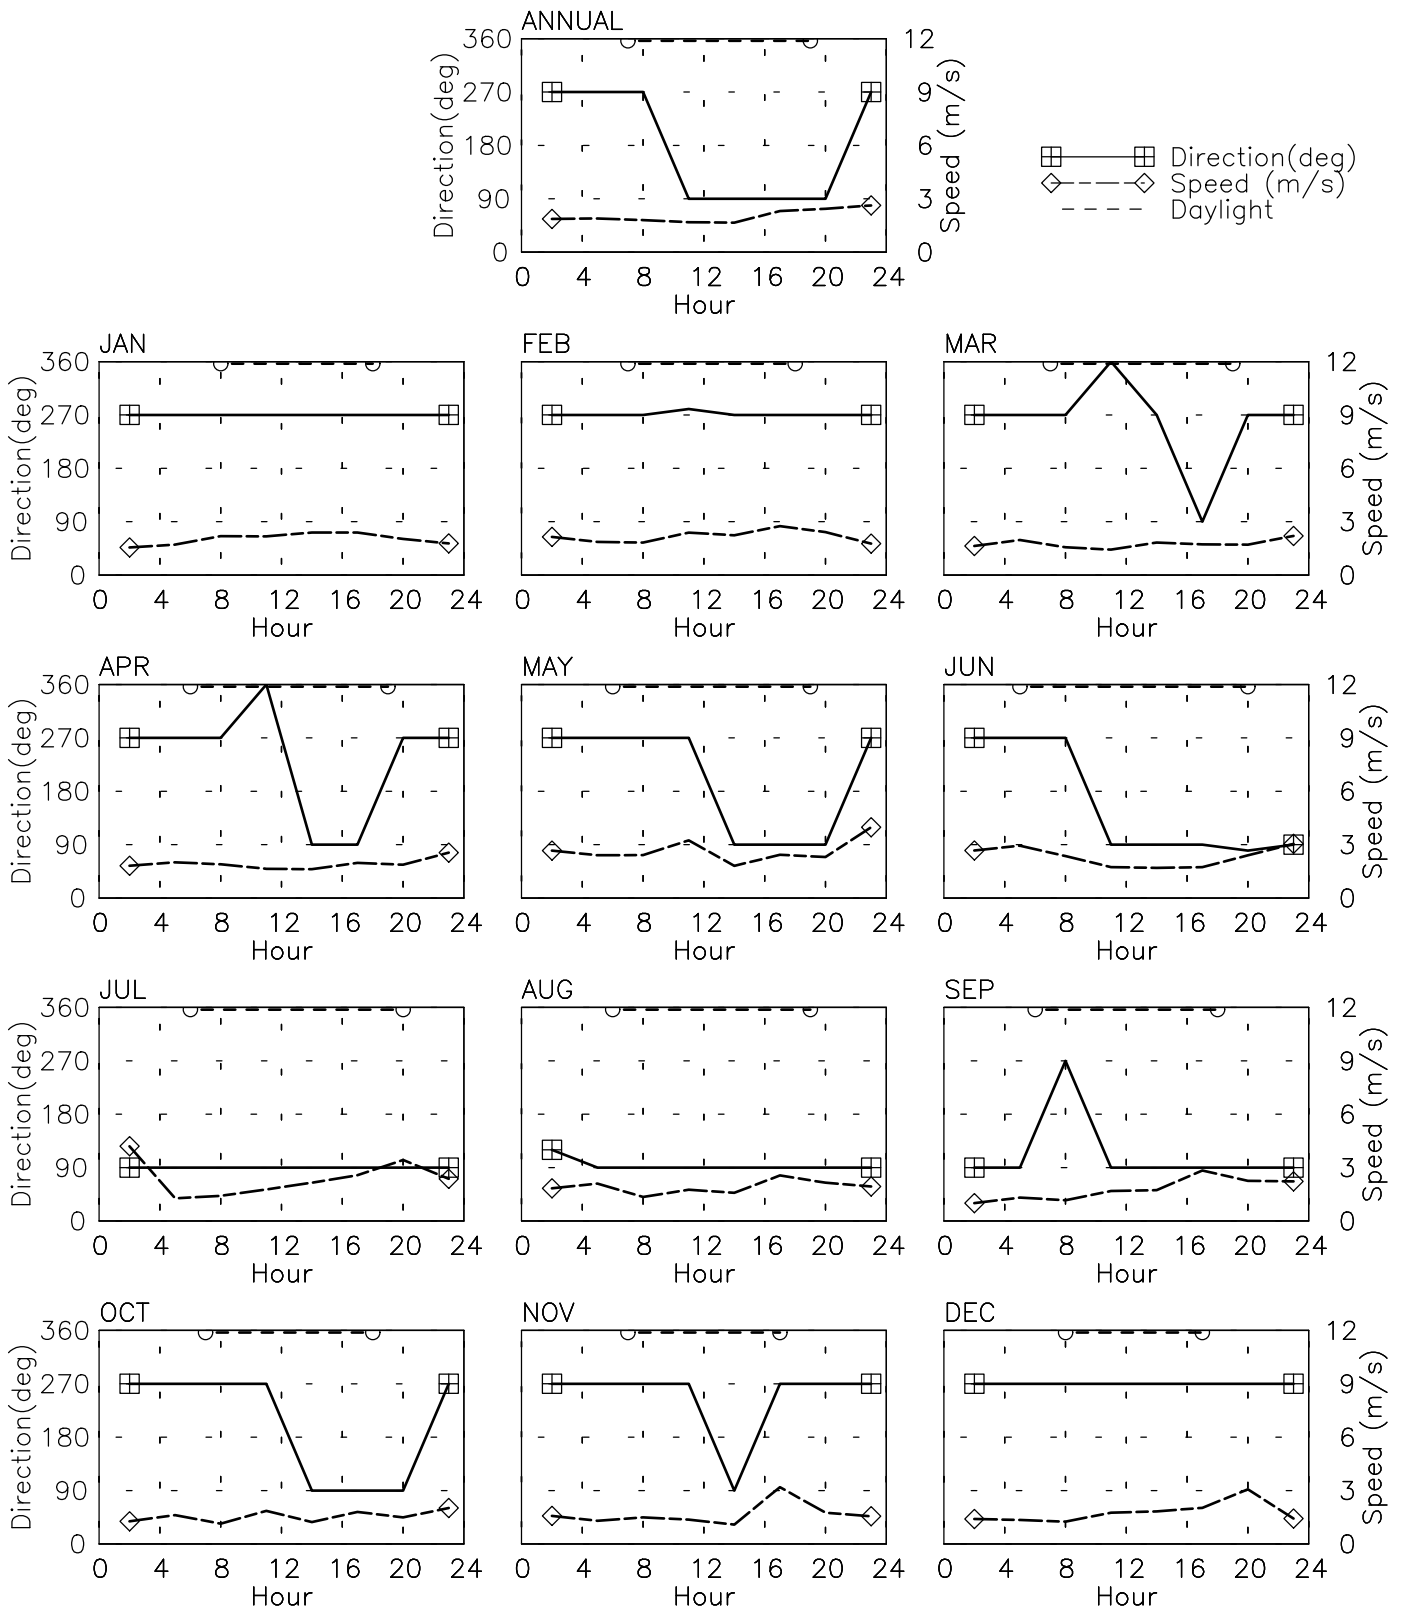 ANNUAL
360 12
270 9
180 6
90 3
0 0
Direction(deg)
Speed (m/s)
0 4 8 12 16 20 24
Hour
Direction(deg)
Speed (m/s)
Daylight
JAN FEB MAR
360 12
270 9
180 6
90 3
0 0
Direction(deg)
Speed (m/s)
0 4 8 12 16 20 24 0 4 8 12 16 20 24 0 4 8 12 16 20 24
Hour Hour Hour
APR MAY JUN
360 12
270 9
180 6
90 3
0 0
Direction(deg)
Speed (m/s)
0 4 8 12 16 20 24 0 4 8 12 16 20 24 0 4 8 12 16 20 24
Hour Hour Hour
JUL AUG SEP
360 12
270 9
180 6
90 3
0 0
Direction(deg)
Speed (m/s)
0 4 8 12 16 20 24 0 4 8 12 16 20 24 0 4 8 12 16 20 24
Hour Hour Hour
OCT NOV DEC
360 12
270 9
180 6
90 3
0 0
Direction(deg)
Speed (m/s)
0 4 8 12 16 20 24 0 4 8 12 16 20 24 0 4 8 12 16 20 24
Hour Hour Hour